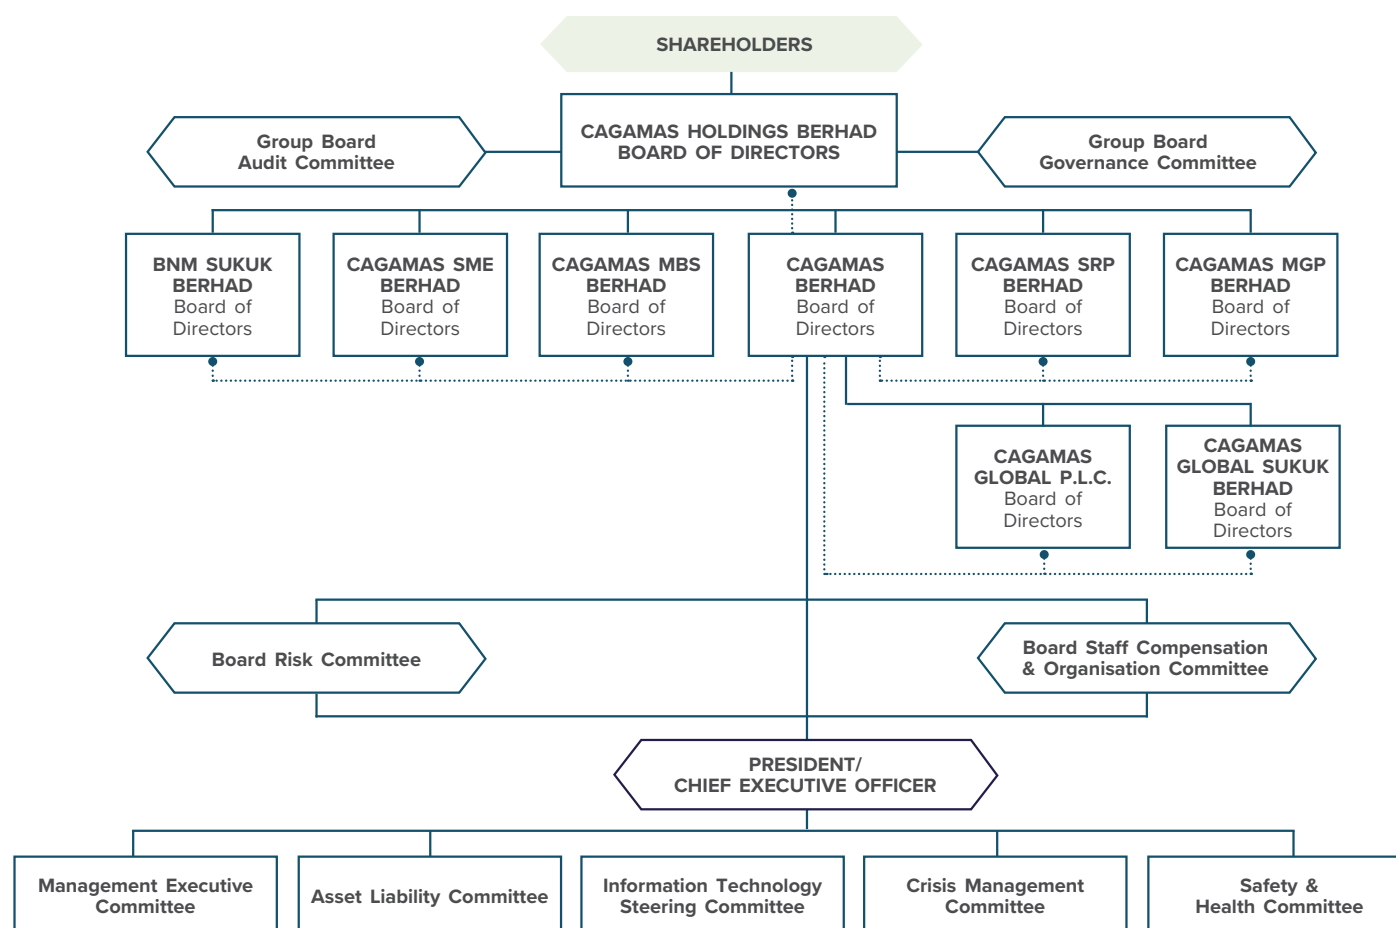 SHAREHOLDERS
CAGAMAS HOLDINGS BERHAD
BOARD OF DIRECTORS
Group Board
Audit Committee
Group Board
Governance Committee
BNM SUKUK
BERHAD
Board of
Directors
CAGAMAS SME
BERHAD
Board of
Directors
CAGAMAS MBS
BERHAD
Board of
Directors
CAGAMAS
BERHAD
Board of
Directors
CAGAMAS SRP
BERHAD
Board of
Directors
CAGAMAS MGP
BERHAD
Board of
Directors
CAGAMAS
GLOBAL P.L.C.
Board of
Directors
CAGAMAS
GLOBAL SUKUK
BERHAD
Board of
Directors
Board Risk Committee
Board Staff Compensation
& Organisation Committee
PRESIDENT/
CHIEF EXECUTIVE OFFICER
Management Executive
Committee
Asset Liability Committee
Information Technology
Steering Committee
Crisis Management
Committee
Safety &
Health Committee